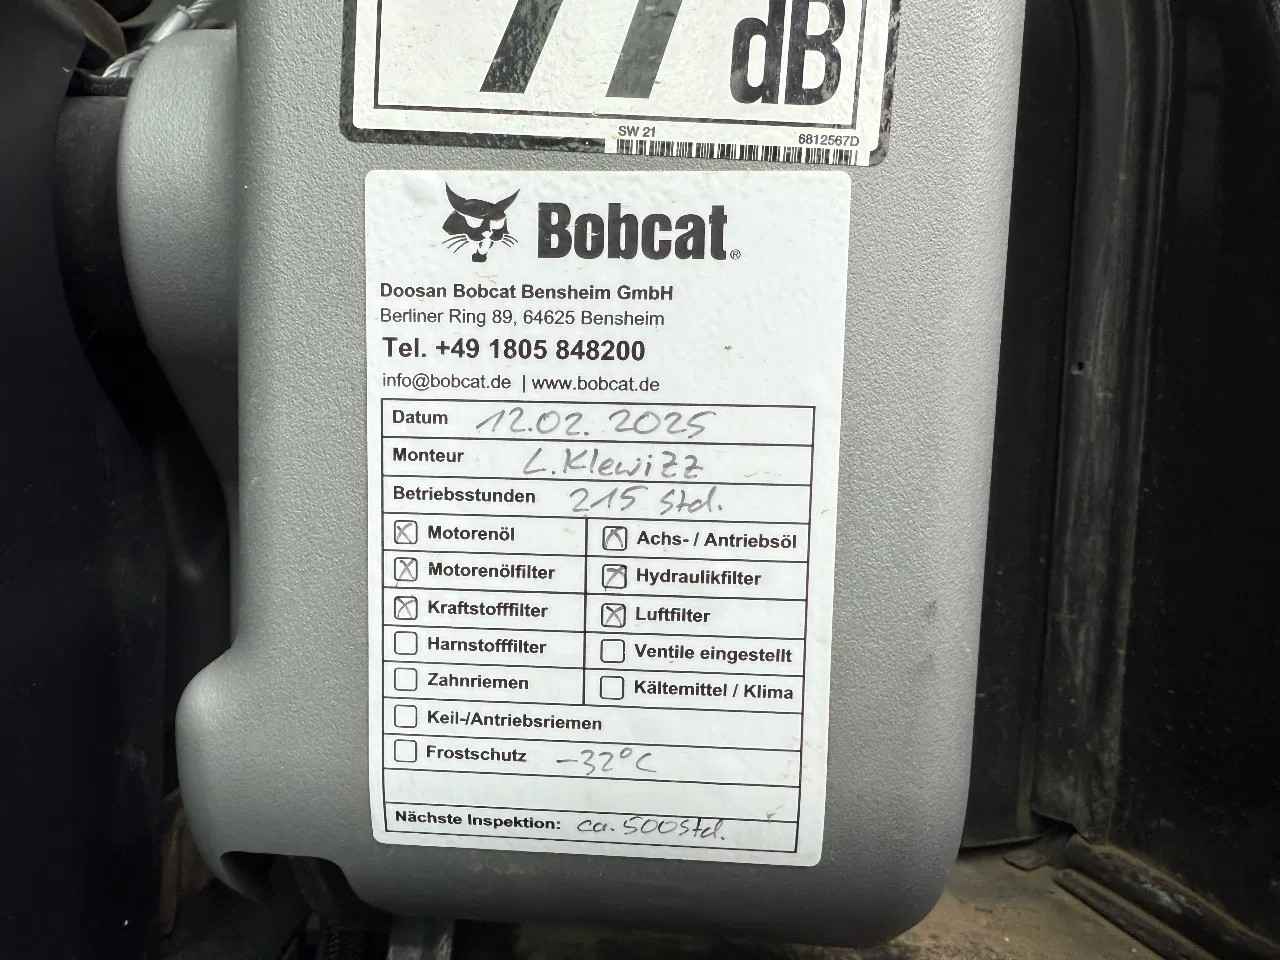 77 dB
SW 21 6812567D
Bobcat®
Doosan Bobcat Bensheim GmbH
Berliner Ring 89, 64625 Bensheim
Tel. +49 1805 848200
info@bobcat.de | www.bobcat.de
Datum 12.02.2025
Monteur L. Klewizz
Betriebsstunden 215 Std.
Motorenöl Achs- / Antriebsöl
Motorenölfilter Hydraulikfilter
Kraftstofffilter Luftfilter
Harnstofffilter Ventile eingestellt
Zahnriemen Kältemittel / Klima
Keil-/Antriebsriemen
Frostschutz -32°C
Nächste Inspektion: ca. 500 Std.